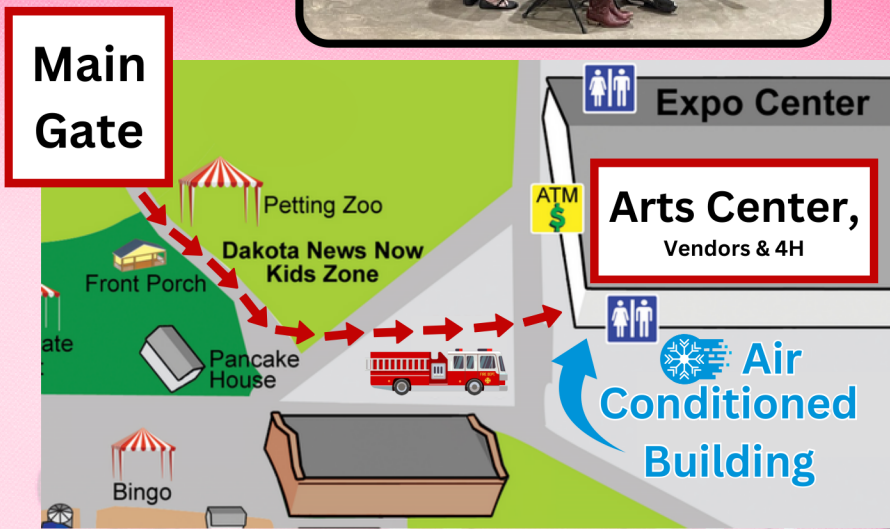 Main
Gate
Expo Center
ATM
$
Arts Center,
Vendors & 4H
Petting Zoo
Dakota News Now
Kids Zone
Front Porch
ate
Pancake
House
Air
Conditioned
Building
Bingo